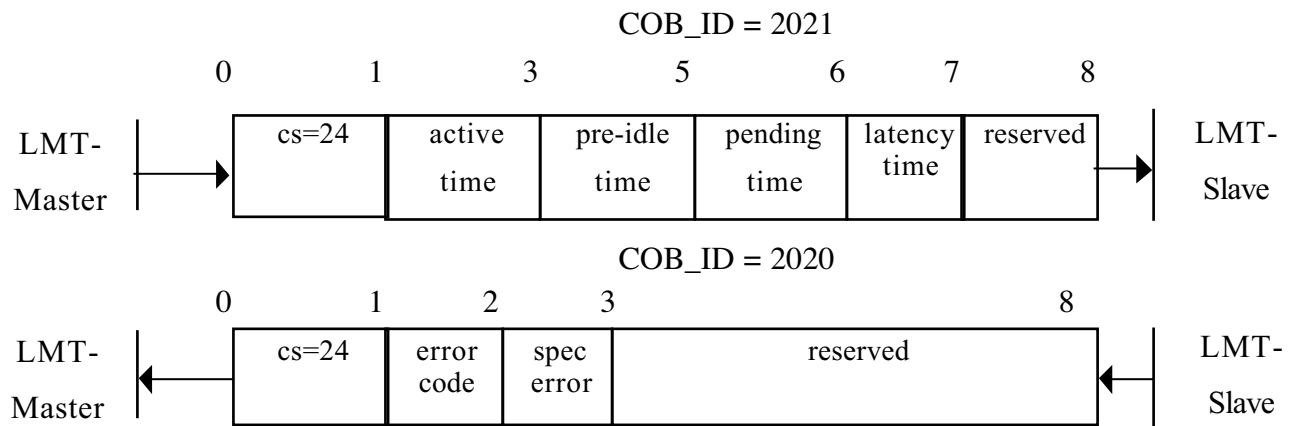 COB_ID = 2021
0 1 3 5 6 7 8
LMT-
Master
cs=24
active
time
pre-idle
time
pending
time
latency
time
reserved
LMT-
Slave
COB_ID = 2020
0 1 2 3 8
LMT-
Master
cs=24
error
code
spec
error
reserved
LMT-
Slave